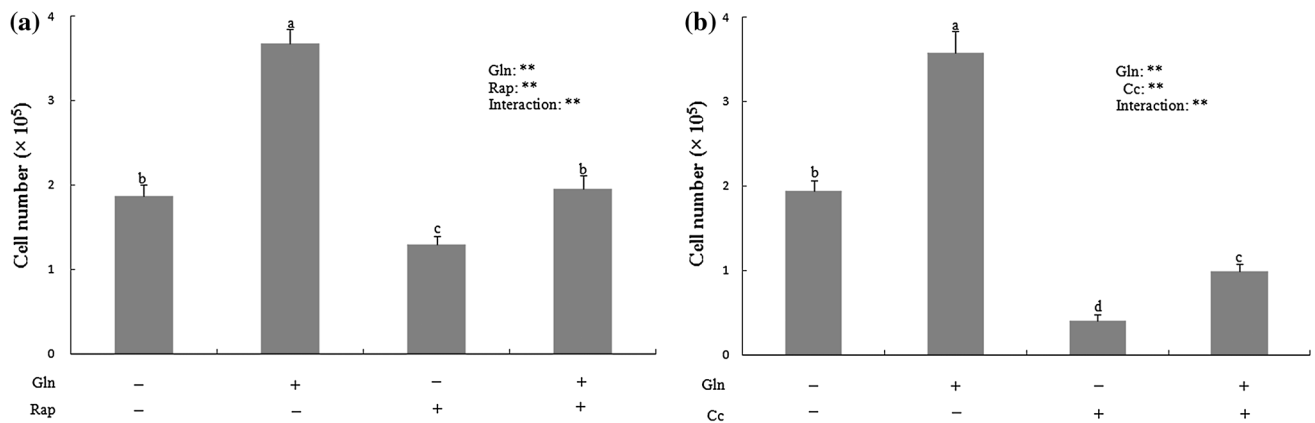 (a)
Cell number (× 10⁵)
4
3
2
1
0
b
a
c
b
Gln: **
Rap: **
Interaction: **
Gln – + – +
Rap – – + +
(b)
Cell number (× 10⁵)
4
3
2
1
0
b
a
d
c
Gln: **
Cc: **
Interaction: **
Gln – + – +
Cc – – + +